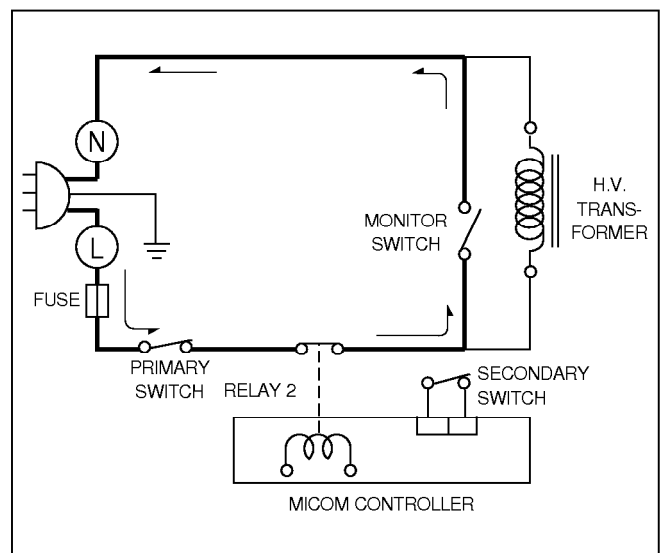 N
MONITOR
SWITCH
H.V.
TRANS-
FORMER
L
FUSE
PRIMARY
SWITCH
RELAY 2
SECONDARY
SWITCH
MICOM CONTROLLER